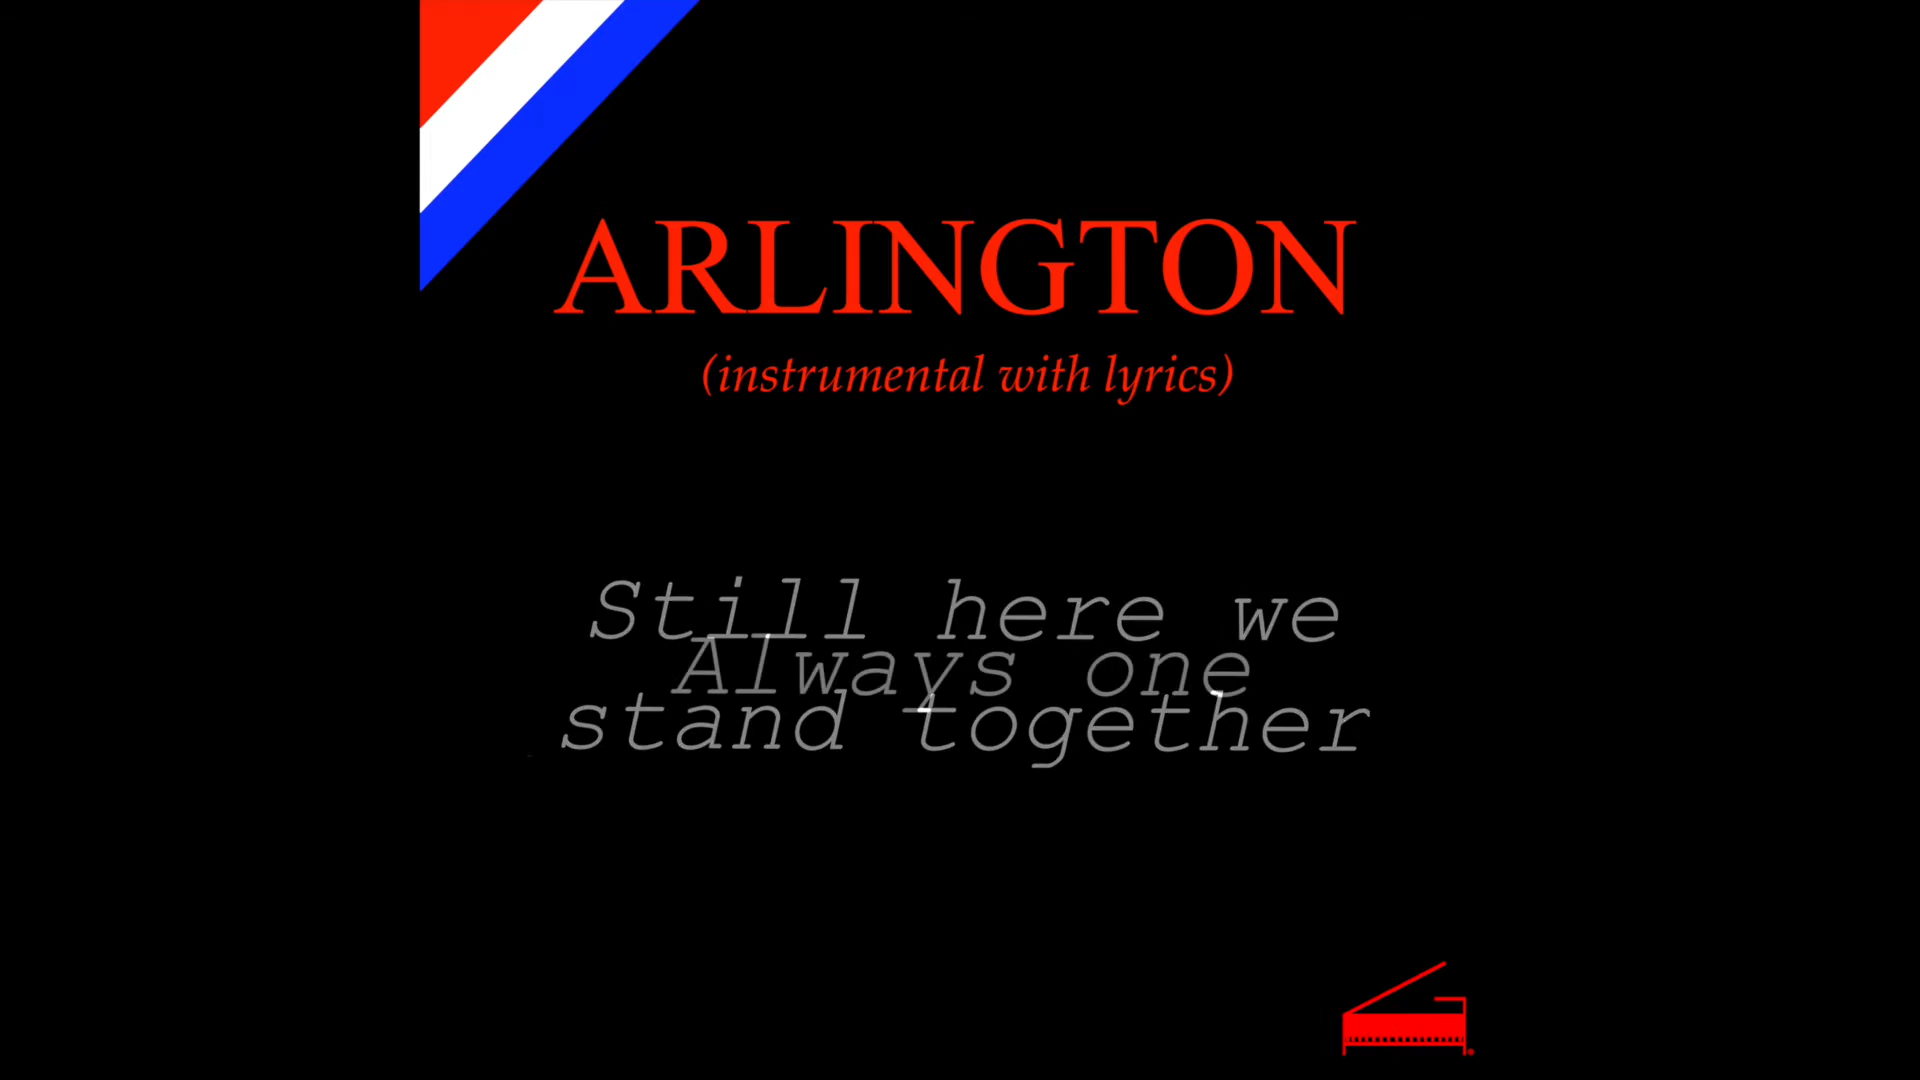 ARLINGTON
(instrumental with lyrics)
Still here we
Always one
stand together